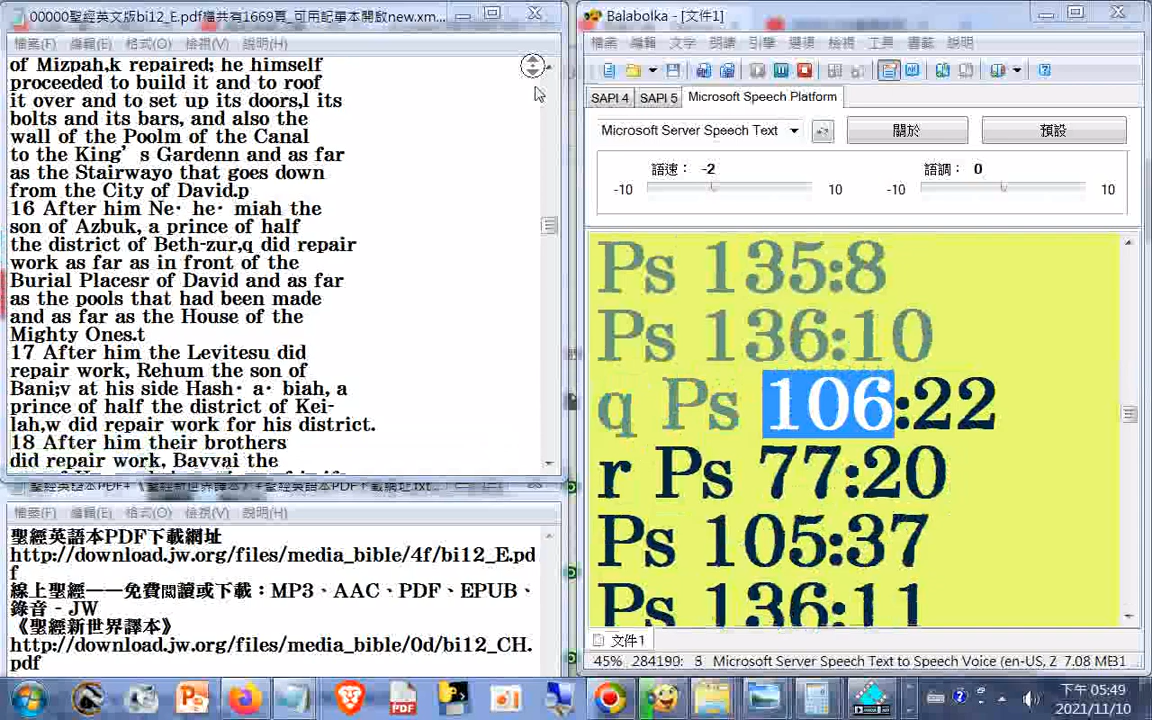 00000聖經英文版bi12_E.pdf檔共有1669頁_可用記事本開啟new.xm...
檔案(F) 編輯(E) 格式(O) 檢視(V) 說明(H)
of Mizpah,k repaired; he himself
proceeded to build it and to roof
it over and to set up its doors,l its
bolts and its bars, and also the
wall of the Poolm of the Canal
to the King’s Gardenn and as far
as the Stairwayo that goes down
from the City of David.p
16 After him Ne·he·miah the
son of Azbuk, a prince of half
the district of Beth-zur,q did repair
work as far as in front of the
Burial Placesr of David and as far
as the pools that had been made
and as far as the House of the
Mighty Ones.t
17 After him the Levitesu did
repair work, Rehum the son of
Bani;v at his side Hash·a·biah, a
prince of half the district of Kei-
lah,w did repair work for his district.
18 After him their brothers
did repair work, Bavvai the
檔案(F) 編輯(E) 格式(O) 檢視(V) 說明(H)
聖經英語本PDF下載網址
http://download.jw.org/files/media_bible/4f/bi12_E.pd
f
線上聖經——免費閱讀或下載：MP3、AAC、PDF、EPUB、
錄音 - JW
《聖經新世界譯本》
http://download.jw.org/files/media_bible/0d/bi12_CH.
pdf
Balabolka - [文件1]
檔案 編輯 文字 朗讀 引擎 選項 檢視 工具 書籤 說明
SAPI 4 SAPI 5 Microsoft Speech Platform
Microsoft Server Speech Text 關於 預設
語速： -2 語調： 0
-10 10 -10 10
Ps 135:8
Ps 136:10
q Ps 106:22
r Ps 77:20
Ps 105:37
Ps 136:11
文件1
45% 284190: 3 Microsoft Server Speech Text to Speech Voice (en-US, Z 7.08 MB1
PDF
下午 05:49
2021/11/10